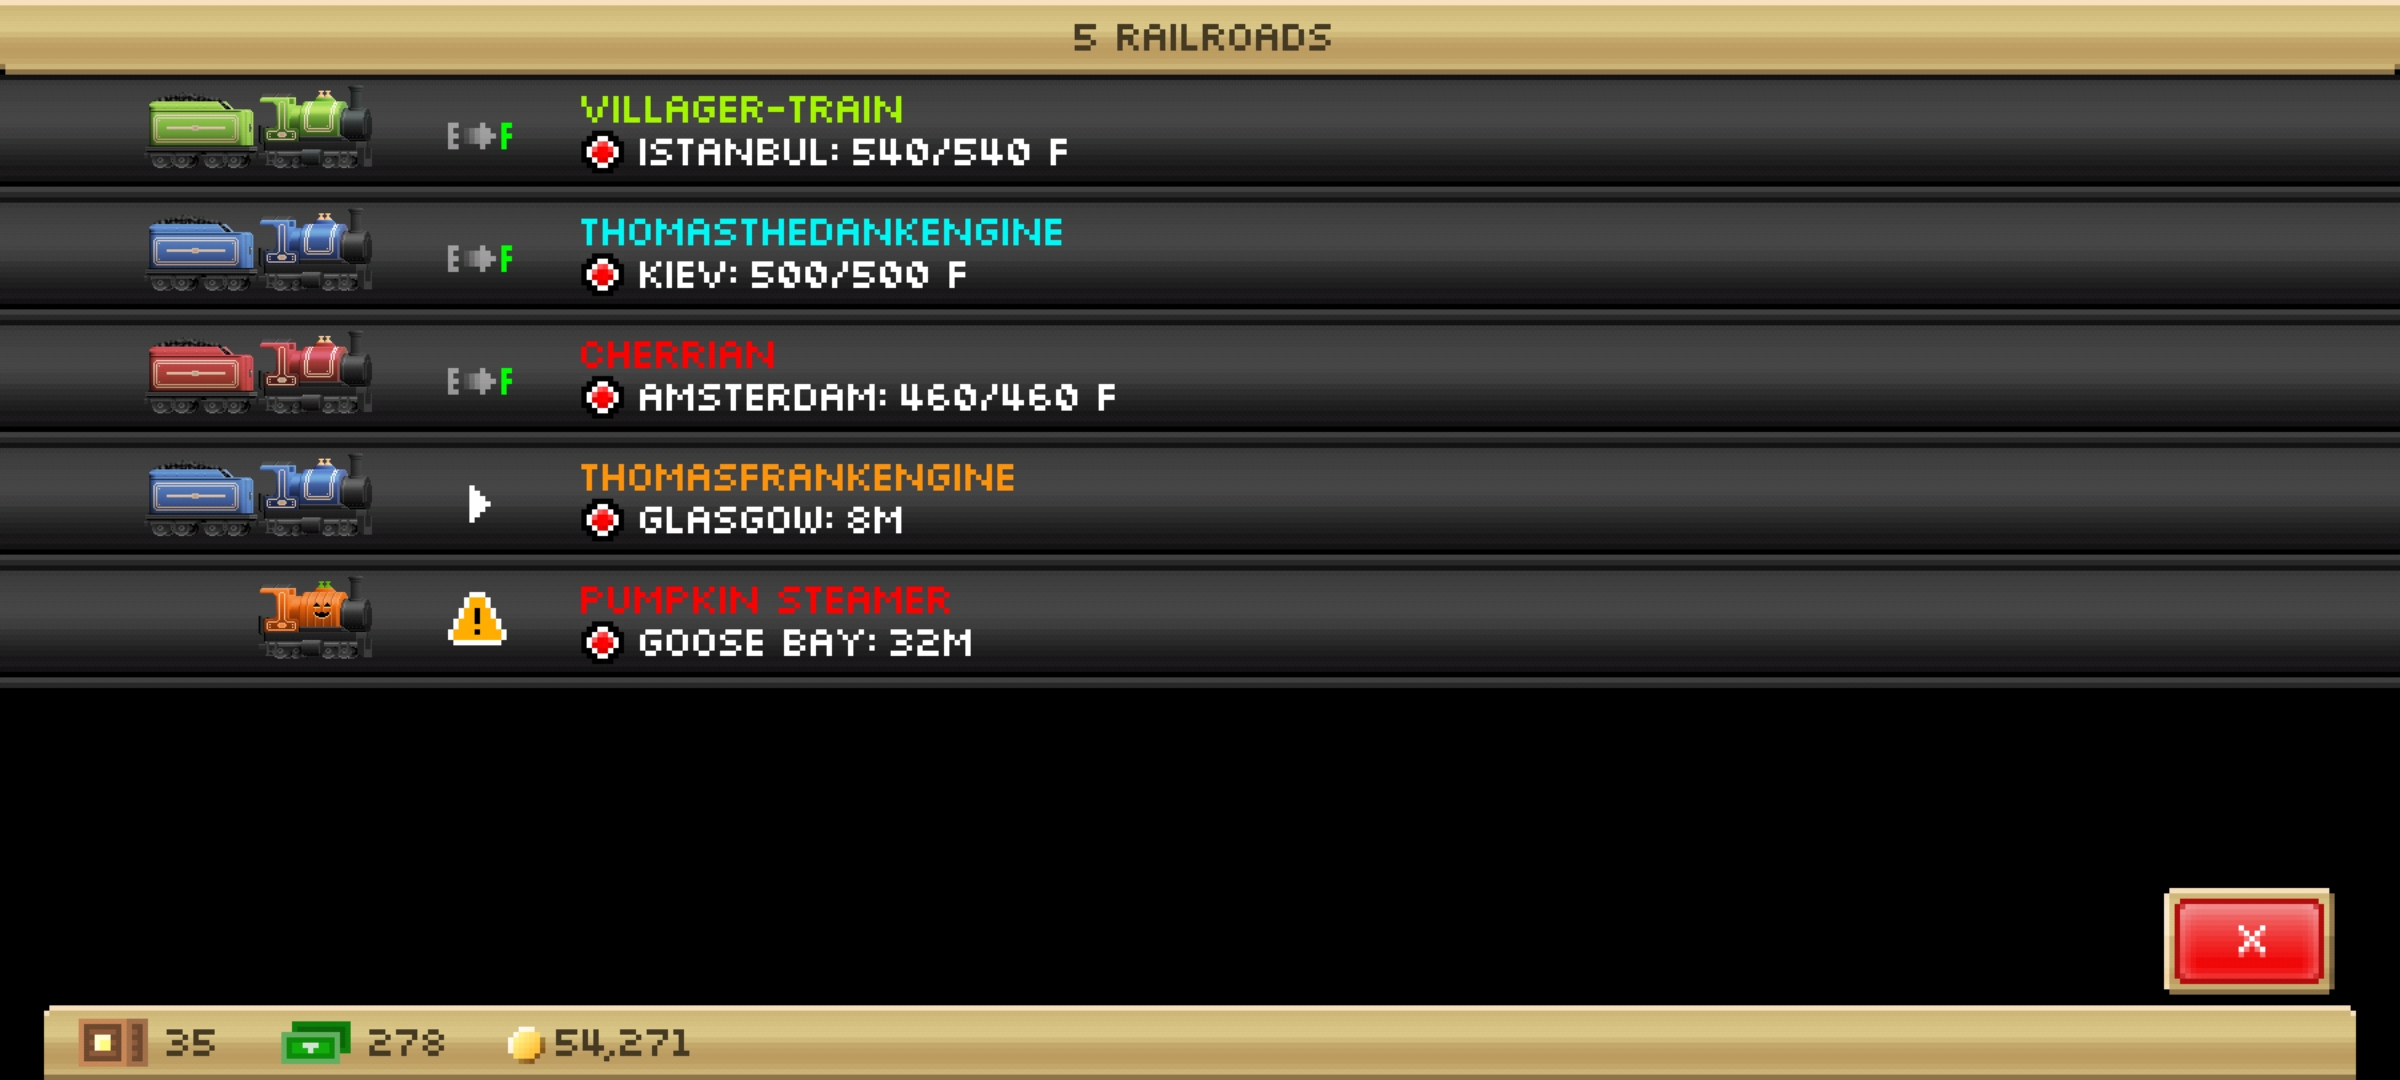 5 RAILROADS
VILLAGER-TRAIN
E F
ISTANBUL: 540/540 F
THOMASTHEDANKENGINE
E F
KIEV: 500/500 F
CHERRIAN
E F
AMSTERDAM: 460/460 F
THOMASFRANKENGINE
GLASGOW: 8M
!
PUMPKIN STEAMER
GOOSE BAY: 32M
X
35 278 54,271